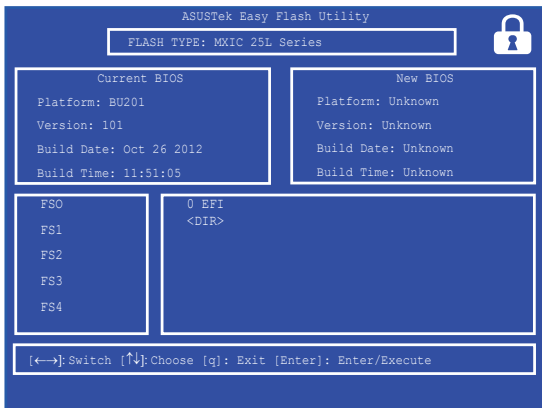 ASUSTek Easy Flash Utility
FLASH TYPE: MXIC 25L Series
Current BIOS
Platform: BU201
Version: 101
Build Date: Oct 26 2012
Build Time: 11:51:05
New BIOS
Platform: Unknown
Version: Unknown
Build Date: Unknown
Build Time: Unknown
FSO
FS1
FS2
FS3
FS4
0 EFI
<DIR>
[←→]: Switch [↑↓]: Choose [q]: Exit [Enter]: Enter/Execute